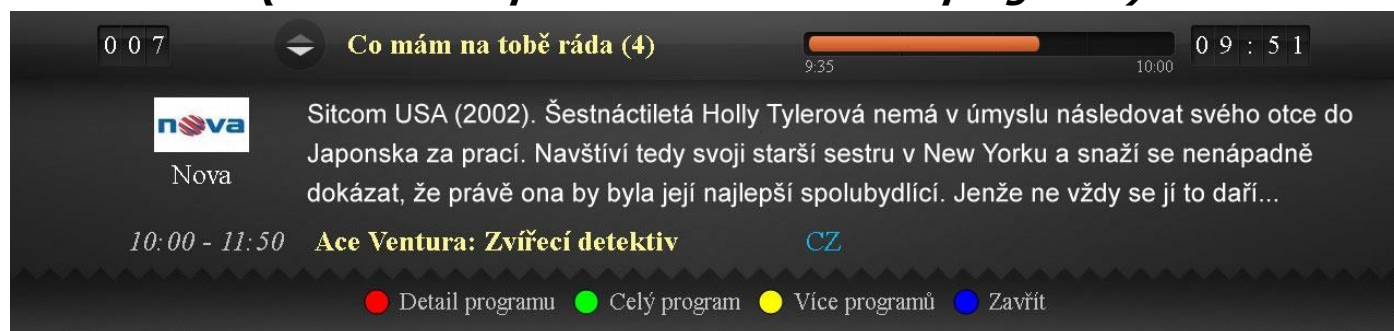 0 0 7
Co mám na tobě ráda (4)
9:35
10:00
0 9 : 5 1
nova
Nova
Sitcom USA (2002). Šestnáctiletá Holly Tylerová nemá v úmyslu následovat svého otce do
Japonska za prací. Navštíví tedy svoji starší sestru v New Yorku a snaží se nenápadně
dokázat, že právě ona by byla její najlepší spolubydlící. Jenže ne vždy se jí to daří...
10:00 - 11:50 Ace Ventura: Zvířecí detektiv CZ
Detail programu Celý program Více programů Zavřít